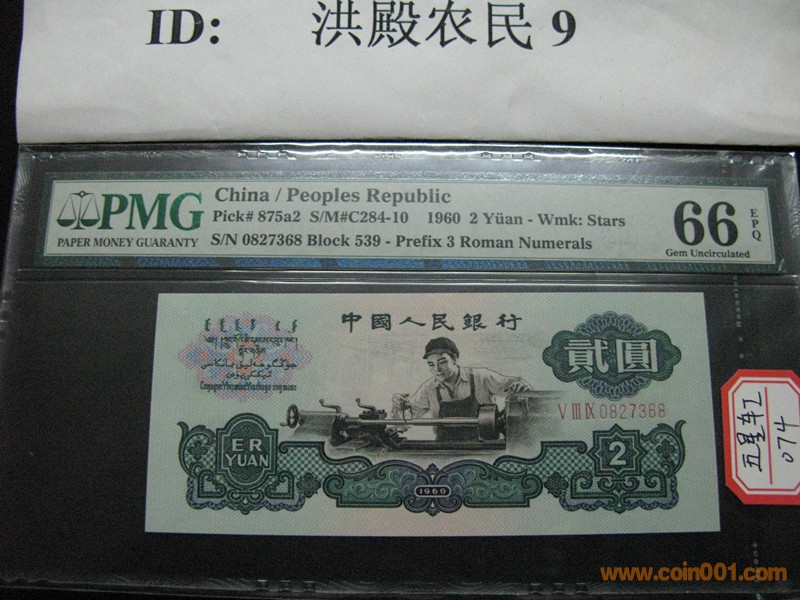 ID: 洪殿农民 9
PMG
PAPER MONEY GUARANTY
China / Peoples Republic
Pick# 875a2 S/M#C284-10 1960 2 Yüan - Wmk: Stars
S/N 0827368 Block 539 - Prefix 3 Roman Numerals
66
EPQ
Gem Uncirculated
中國人民銀行
貳圓
V III IX 0827368
ER
YUAN
2
1960
五星车2
074
www.coin001.com